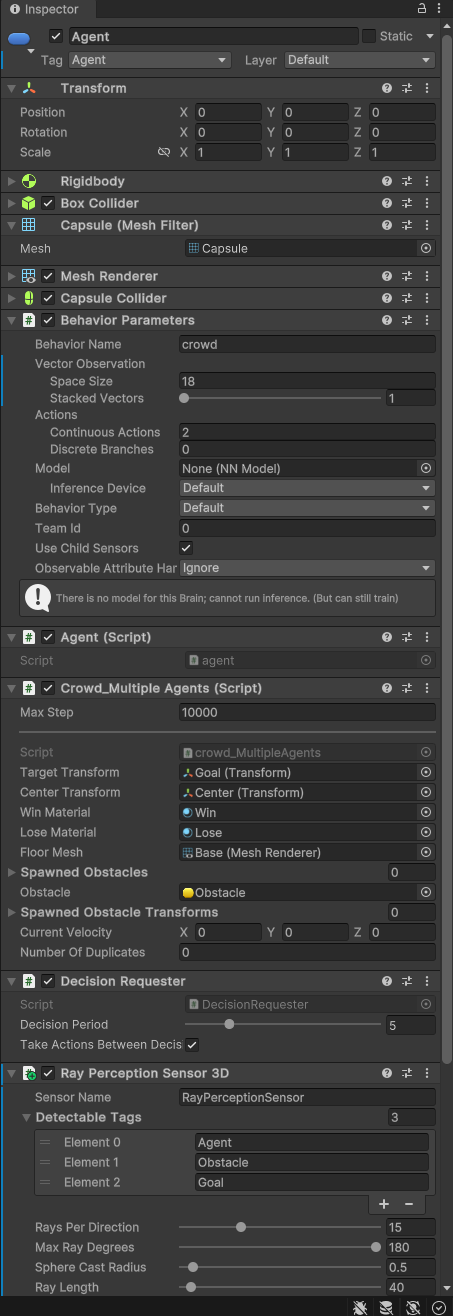 Inspector
Agent
Static
Tag Agent Layer Default
Transform
Position X 0 Y 0 Z 0
Rotation X 0 Y 0 Z 0
Scale X 1 Y 1 Z 1
Rigidbody
Box Collider
Capsule (Mesh Filter)
Mesh Capsule
Mesh Renderer
Capsule Collider
# Behavior Parameters
Behavior Name crowd
Vector Observation
Space Size 18
Stacked Vectors 1
Actions
Continuous Actions 2
Discrete Branches 0
Model None (NN Model)
Inference Device Default
Behavior Type Default
Team Id 0
Use Child Sensors
Observable Attribute Har Ignore
There is no model for this Brain; cannot run inference. (But can still train)
# Agent (Script)
Script # agent
# Crowd_Multiple Agents (Script)
Max Step 10000
Script # crowd_MultipleAgents
Target Transform Goal (Transform)
Center Transform Center (Transform)
Win Material Win
Lose Material Lose
Floor Mesh Base (Mesh Renderer)
Spawned Obstacles 0
Obstacle Obstacle
Spawned Obstacle Transforms 0
Current Velocity X 0 Y 0 Z 0
Number Of Duplicates 0
# Decision Requester
Script # DecisionRequester
Decision Period 5
Take Actions Between Decis
# Ray Perception Sensor 3D
Sensor Name RayPerceptionSensor
Detectable Tags 3
Element 0 Agent
Element 1 Obstacle
Element 2 Goal
+ −
Rays Per Direction 15
Max Ray Degrees 180
Sphere Cast Radius 0.5
Ray Length 40